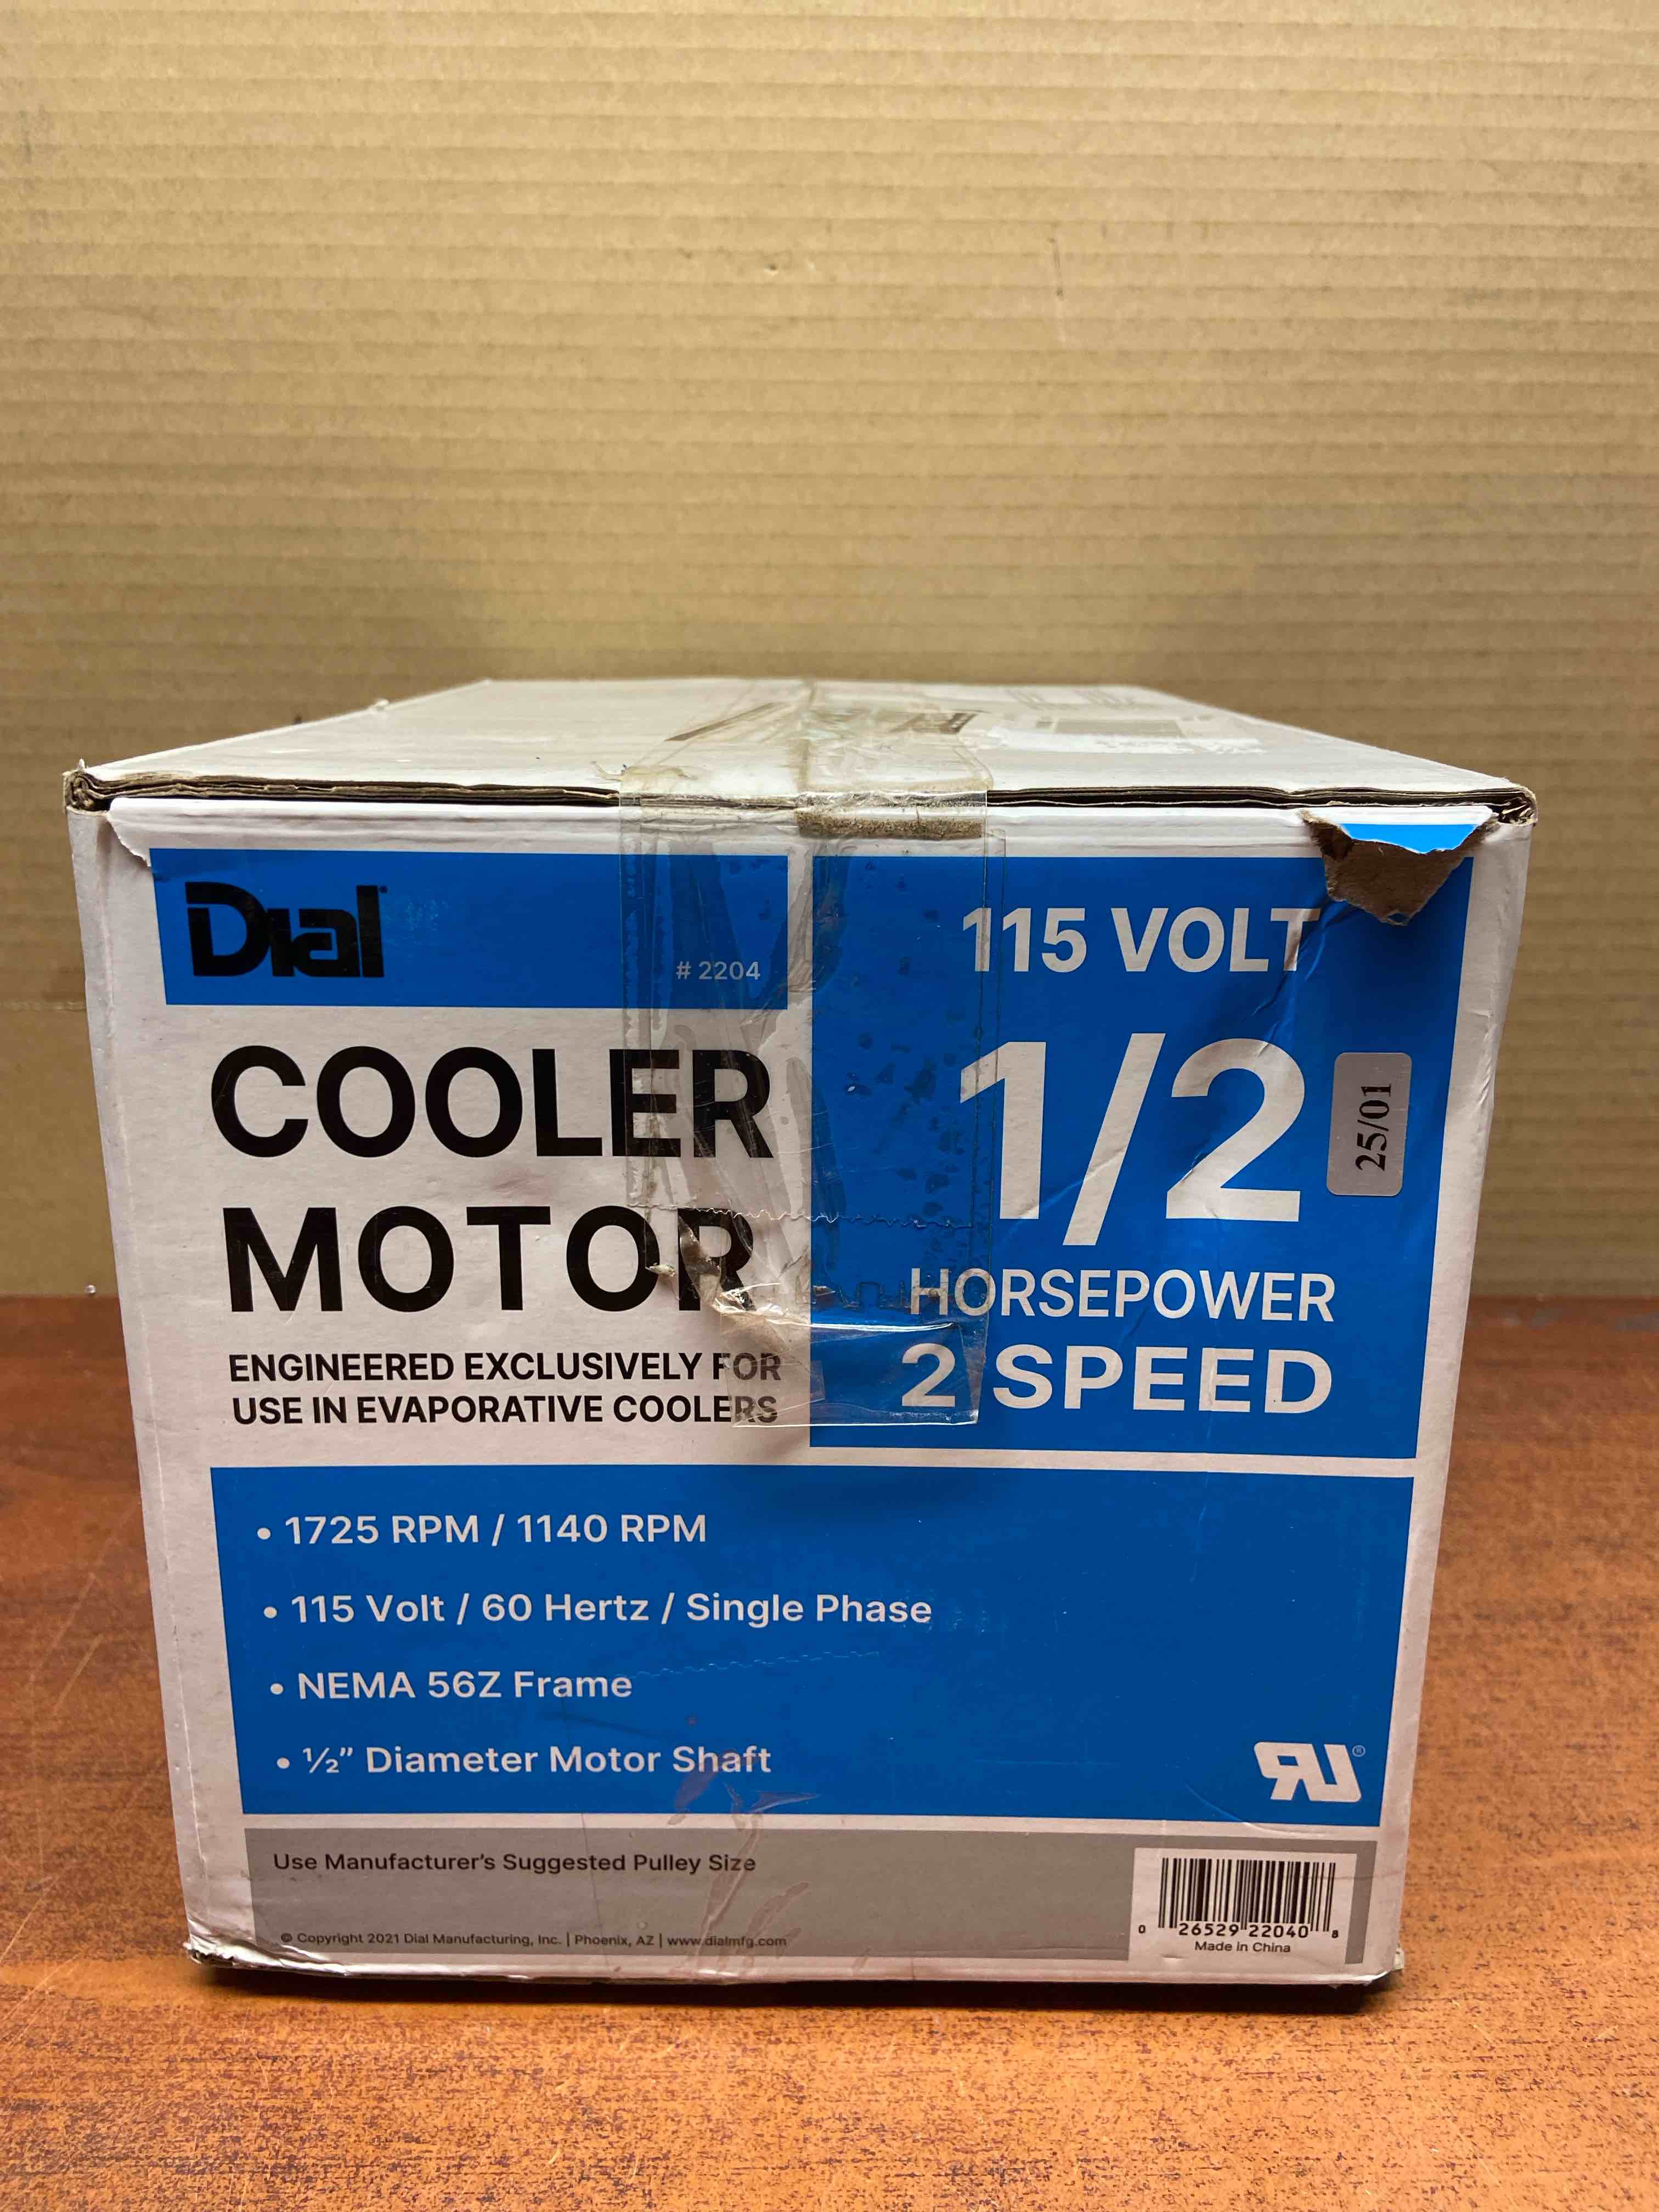 Dial®
# 2204
COOLER
MOTOR
ENGINEERED EXCLUSIVELY FOR
USE IN EVAPORATIVE COOLERS
115 VOLT
1/2
HORSEPOWER
2 SPEED
25/01
• 1725 RPM / 1140 RPM
• 115 Volt / 60 Hertz / Single Phase
• NEMA 56Z Frame
• ½” Diameter Motor Shaft
Use Manufacturer's Suggested Pulley Size
© Copyright 2021 Dial Manufacturing, Inc. | Phoenix, AZ | www.dialmfg.com
0 26529 22040 8
Made In China